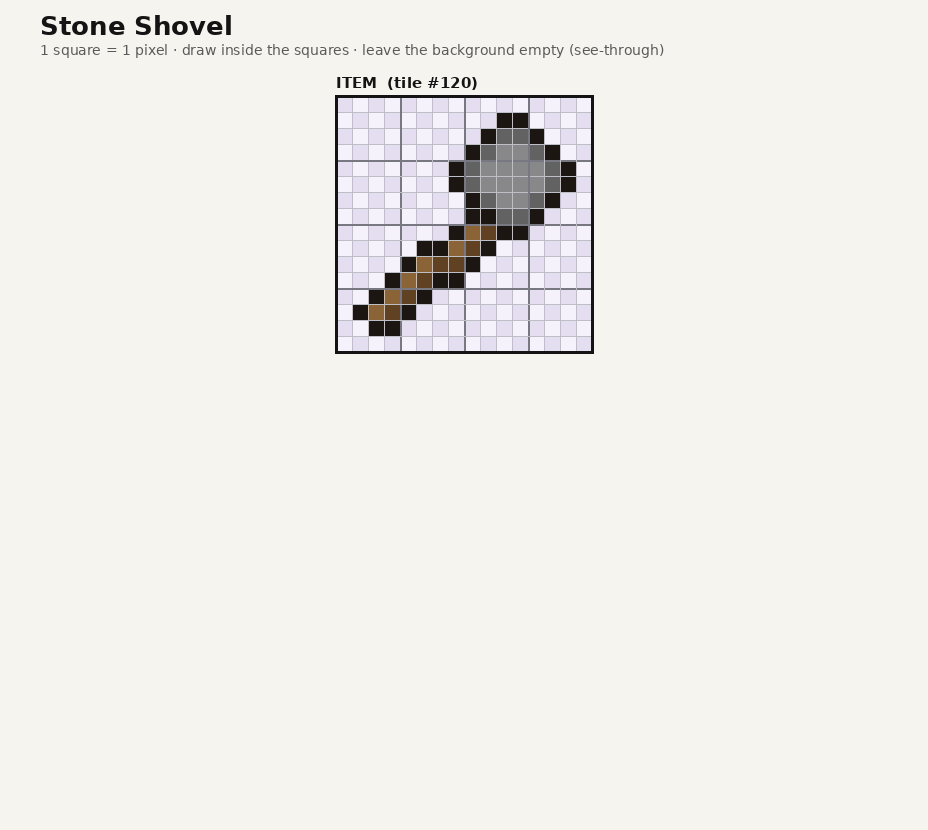 Stone Shovel
1 square = 1 pixel · draw inside the squares · leave the background empty (see-through)
ITEM (tile #120)